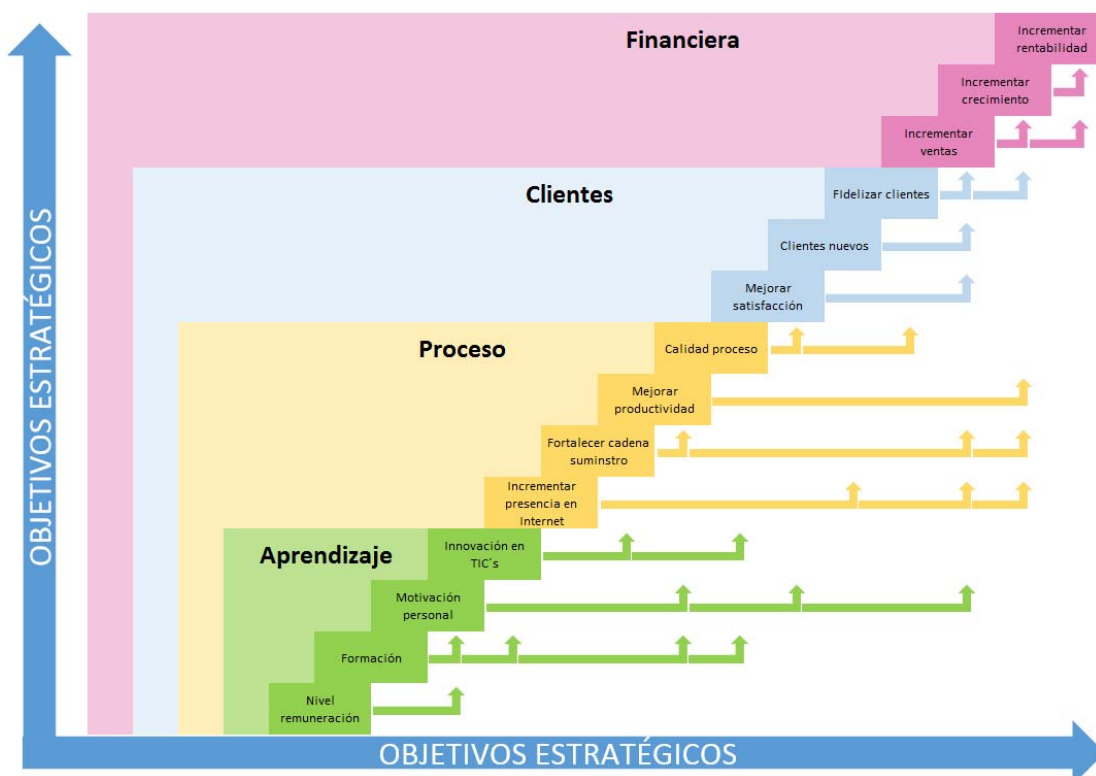 Financiera
Incrementar
rentabilidad
Incrementar
crecimiento
Incrementar
ventas
Clientes
FIdelizar clientes
Clientes nuevos
Mejorar
satisfacción
Proceso
Calidad proceso
Mejorar
productividad
Fortalecer cadena
suminstro
Incrementar
presencia en
Internet
Aprendizaje
Innovación en
TIC´s
Motivación
personal
Formación
Nivel
remuneración
OBJETIVOS ESTRATÉGICOS
OBJETIVOS ESTRATÉGICOS